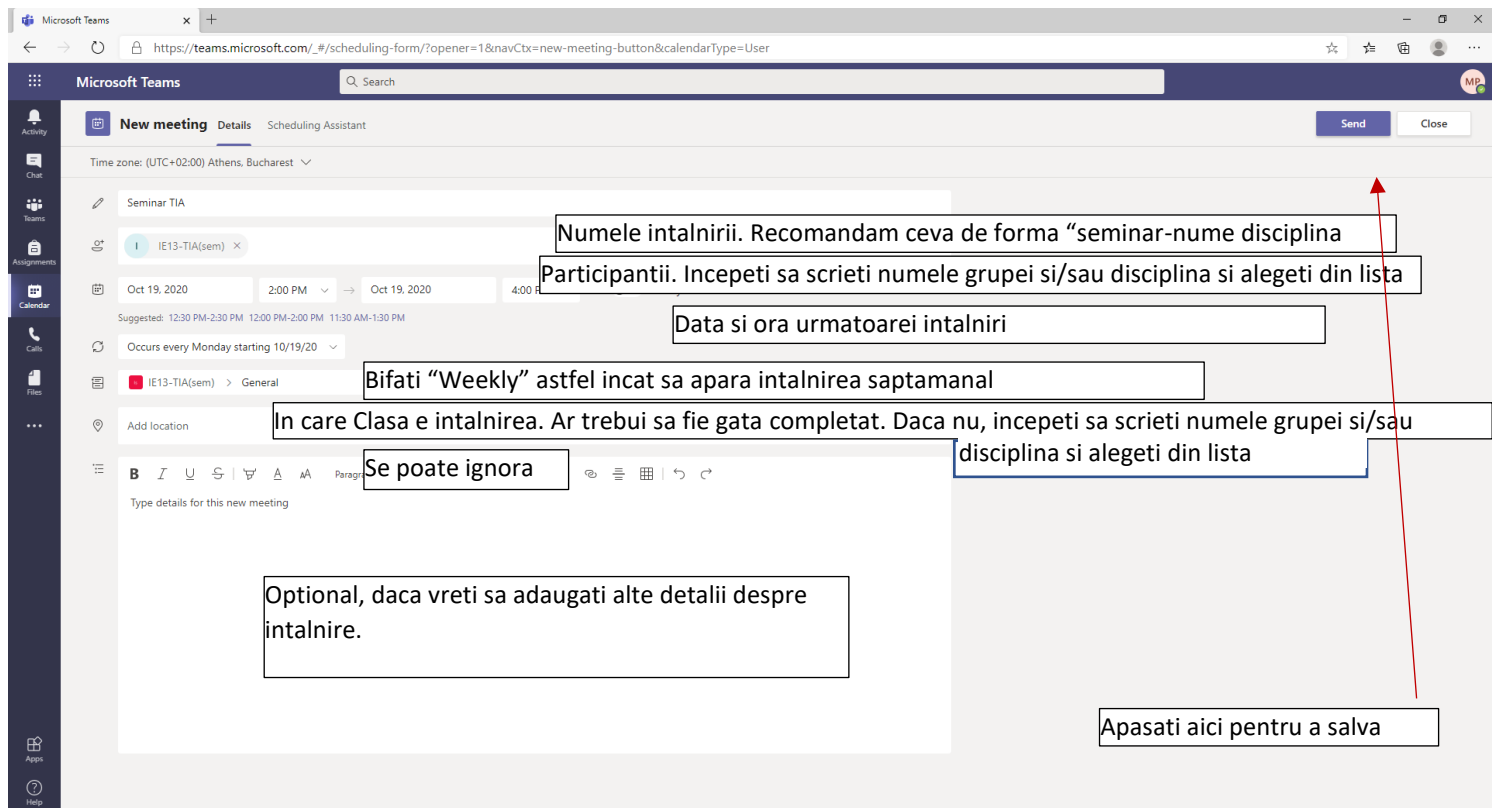 Microsoft Teams
https://teams.microsoft.com/_#/scheduling-form/?opener=1&navCtx=new-meeting-button&calendarType=User
Microsoft Teams
Search
MP
Activity
Chat
Teams
Assignments
Calendar
Calls
Files
Apps
Help
New meeting Details Scheduling Assistant
Send Close
Time zone: (UTC+02:00) Athens, Bucharest
Seminar TIA
Numele intalnirii. Recomandam ceva de forma “seminar-nume disciplina
I IE13-TIA(sem)
Participantii. Incepeti sa scrieti numele grupei si/sau disciplina si alegeti din lista
Oct 19, 2020 2:00 PM → Oct 19, 2020 4:00
Suggested: 12:30 PM-2:30 PM 12:00 PM-2:00 PM 11:30 AM-1:30 PM
Data si ora urmatoarei intalniri
Occurs every Monday starting 10/19/20
Bifati “Weekly” astfel incat sa apara intalnirea saptamanal
IE13-TIA(sem) > General
In care Clasa e intalnirea. Ar trebui sa fie gata completat. Daca nu, incepeti sa scrieti numele grupei si/sau
disciplina si alegeti din lista
Add location
Se poate ignora
B I U S A AA Paragr
Type details for this new meeting
Optional, daca vreti sa adaugati alte detalii despre
intalnire.
Apasati aici pentru a salva